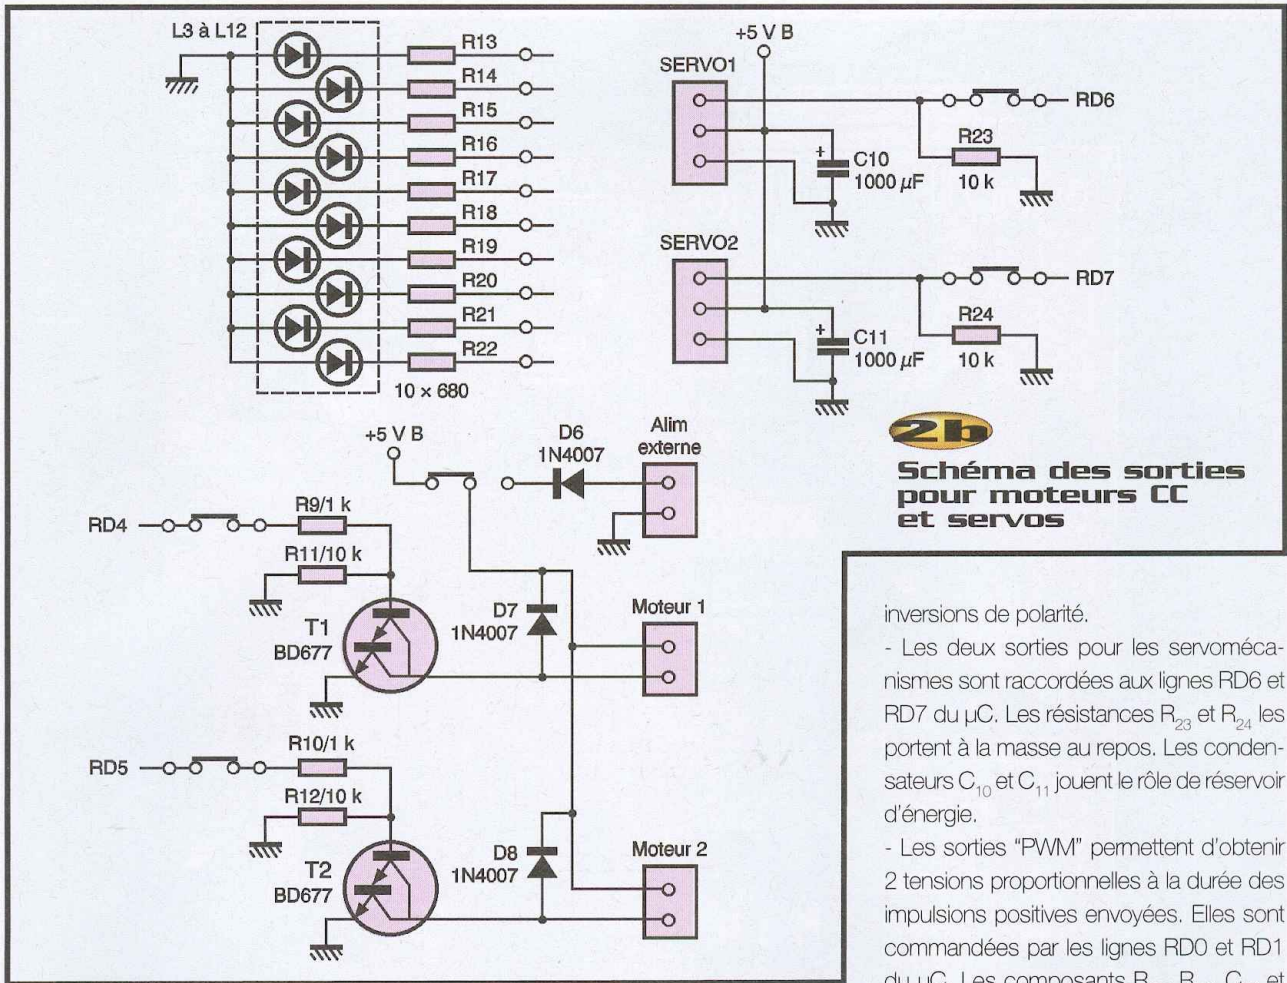 L3 à L12
R13
R14
R15
R16
R17
R18
R19
R20
R21
R22
10 × 680
+5 V B
SERVO1
RD6
R23
10 k
+
C10
1000 µF
SERVO2
RD7
R24
10 k
+
C11
1000 µF
2b
Schéma des sorties
pour moteurs CC
et servos
+5 V B
D6
1N4007
Alim
externe
RD4
R9/1 k
R11/10 k
T1
BD677
D7
1N4007
Moteur 1
RD5
R10/1 k
R12/10 k
T2
BD677
D8
1N4007
Moteur 2
inversions de polarité.
- Les deux sorties pour les servoméca-
nismes sont raccordées aux lignes RD6 et
RD7 du µC. Les résistances R23 et R24 les
portent à la masse au repos. Les conden-
sateurs C10 et C11 jouent le rôle de réservoir
d'énergie.
- Les sorties "PWM" permettent d'obtenir
2 tensions proportionnelles à la durée des
impulsions positives envoyées. Elles sont
commandées par les lignes RD0 et RD1
du µC. Les composants R R C et